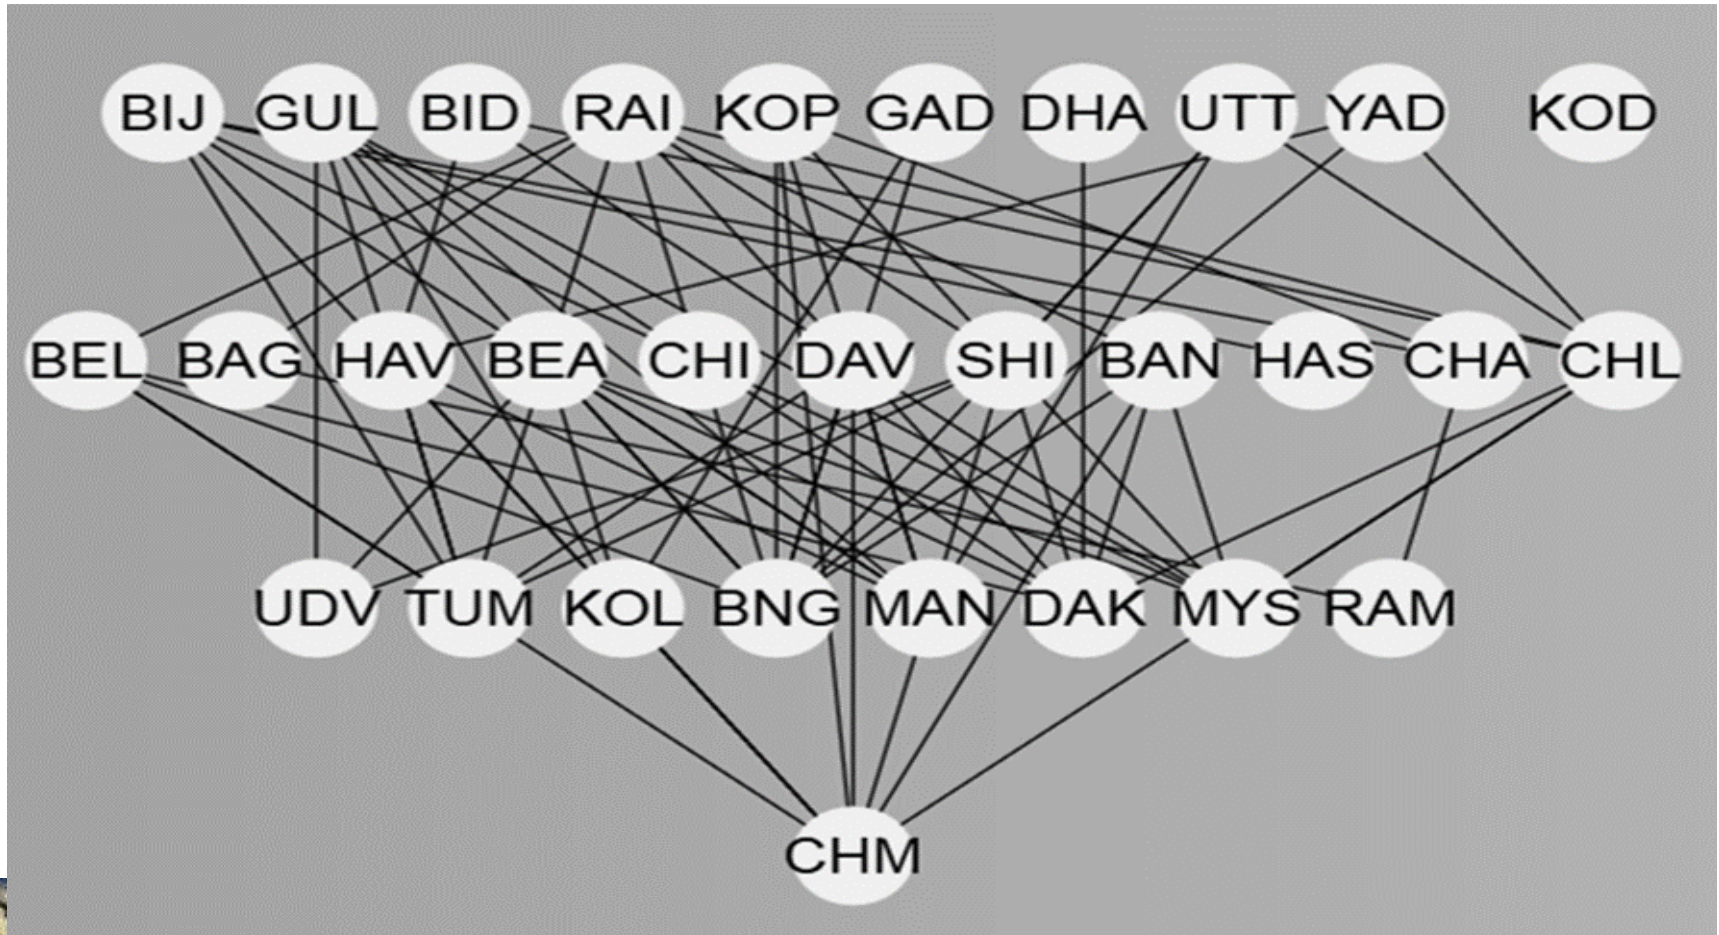 BIJ GUL BID RAI KOP GAD DHA UTT YAD KOD
BEL BAG HAV BEA CHI DAV SHI BAN HAS CHA CHL
UDV TUM KOL BNG MAN DAK MYS RAM
CHM